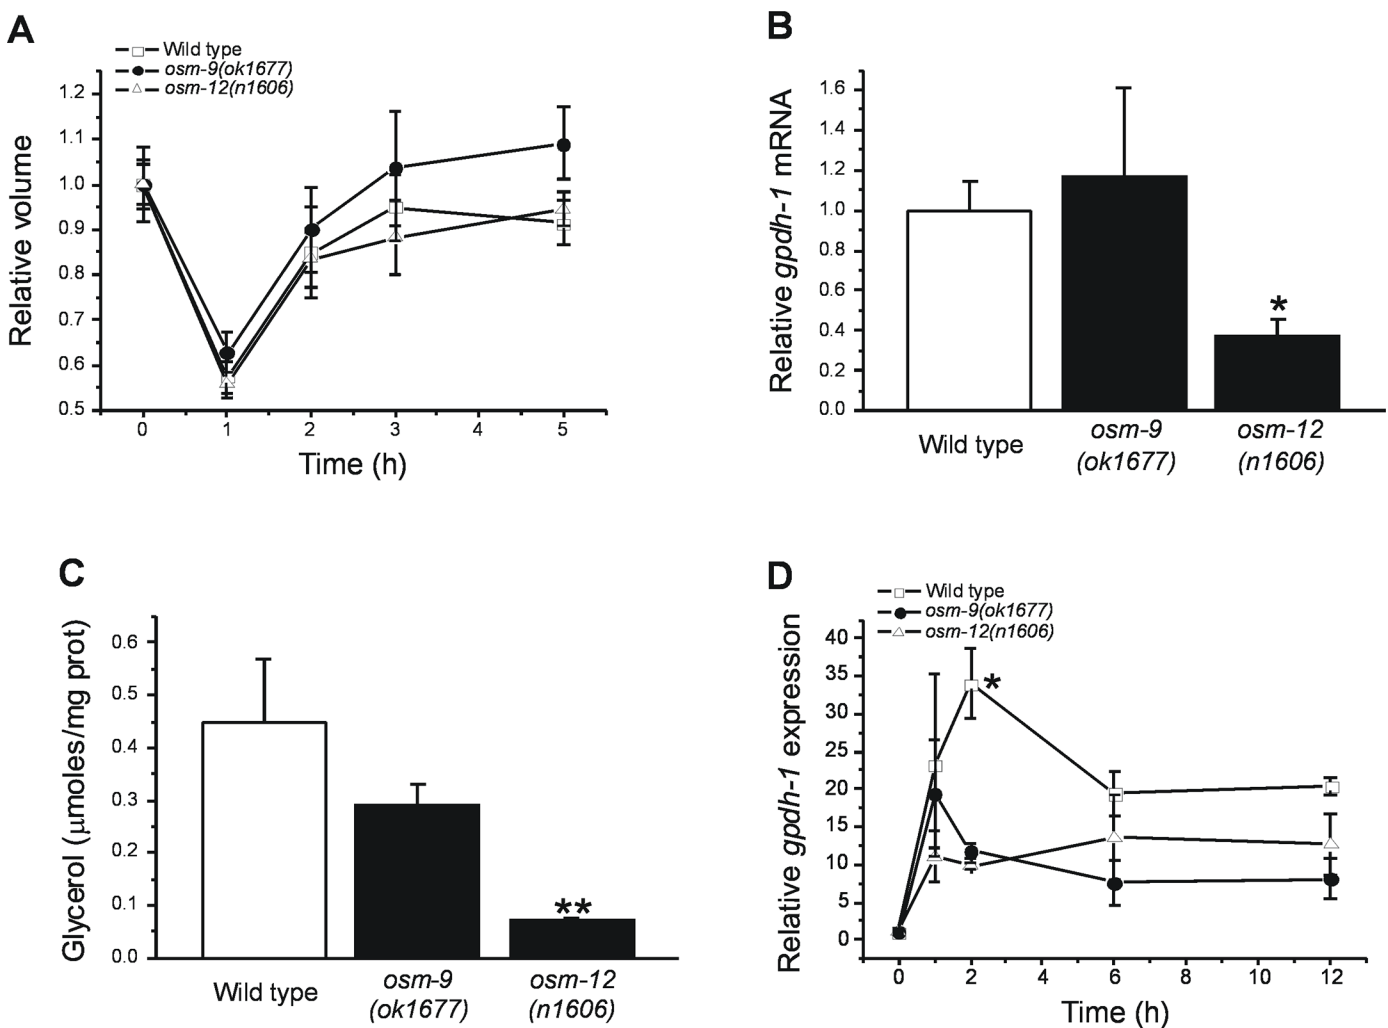 A
Wild type
osm-9(ok1677)
osm-12(n1606)
Relative volume
1.2
1.1
1.0
0.9
0.8
0.7
0.6
0.5
0 1 2 3 4 5
Time (h)
B
Relative gpdh-1 mRNA
1.6
1.4
1.2
1.0
0.8
0.6
0.4
0.2
0.0
*
Wild type
osm-9
(ok1677)
osm-12
(n1606)
C
Glycerol (μmoles/mg prot)
0.6
0.5
0.4
0.3
0.2
0.1
0.0
**
Wild type
osm-9
(ok1677)
osm-12
(n1606)
D
Wild type
osm-9(ok1677)
osm-12(n1606)
Relative gpdh-1 expression
40
35
30
25
20
15
10
5
0
*
0 2 4 6 8 10 12
Time (h)